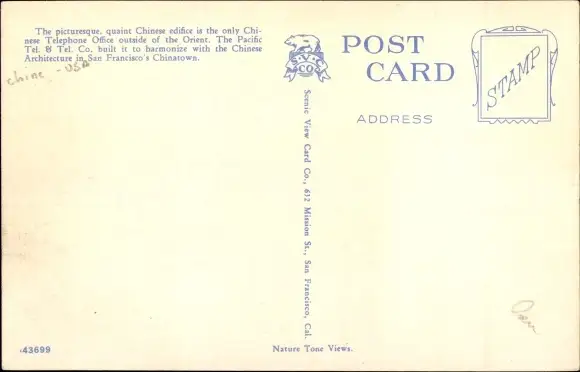 The picturesque, quaint Chinese edifice is the only Chi-
nese Telephone Office outside of the Orient. The Pacific
Tel. & Tel. Co. built it to harmonize with the Chinese
Architecture in San Francisco's Chinatown.
chine - USA
S.V.C
CO
POST
CARD
ADDRESS
STAMP
Scenic View Card Co., 612 Mission St., San Francisco, Cal.
43699
Nature Tone Views.